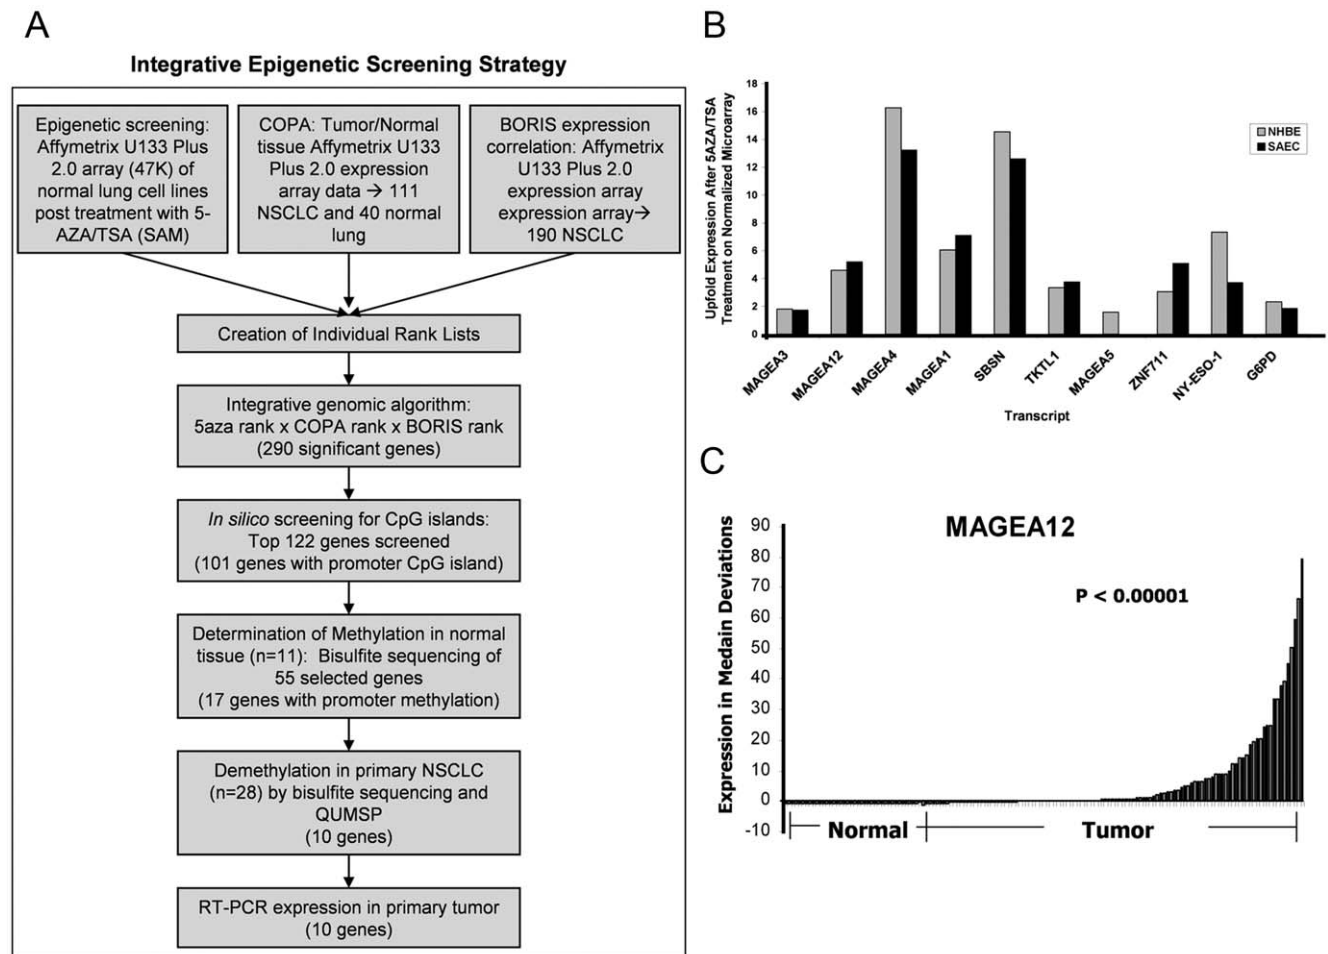 A
Integrative Epigenetic Screening Strategy
Epigenetic screening:
Affymetrix U133 Plus
2.0 array (47K) of
normal lung cell lines
post treatment with 5-
AZA/TSA (SAM)
COPA: Tumor/Normal
tissue Affymetrix U133
Plus 2.0 expression
array data → 111
NSCLC and 40 normal
lung
BORIS expression
correlation: Affymetrix
U133 Plus 2.0
expression array
expression array→
190 NSCLC
Creation of Individual Rank Lists
Integrative genomic algorithm:
5aza rank x COPA rank x BORIS rank
(290 significant genes)
In silico screening for CpG islands:
Top 122 genes screened
(101 genes with promoter CpG island)
Determination of Methylation in normal
tissue (n=11): Bisulfite sequencing of
55 selected genes
(17 genes with promoter methylation)
Demethylation in primary NSCLC
(n=28) by bisulfite sequencing and
QUMSP
(10 genes)
RT-PCR expression in primary tumor
(10 genes)
B
Upfold Expression After 5AZA/TSA
Treatment on Normalized Microarray
18
16
14
12
10
8
6
4
2
0
NHBE
SAEC
MAGEA3
MAGEA12
MAGEA4
MAGEA1
SBSN
TKTL1
MAGEA5
ZNF711
NY-ESO-1
G6PD
Transcript
C
MAGEA12
P < 0.00001
Expression in Medain Deviations
90
80
70
60
50
40
30
20
10
0
-10
Normal
Tumor